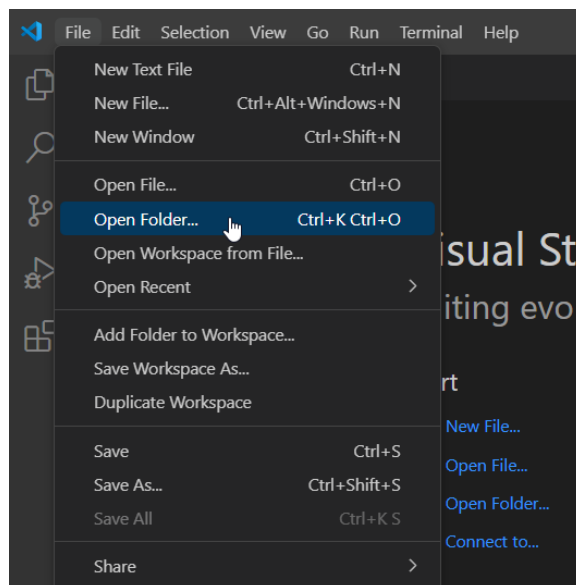 File Edit Selection View Go Run Terminal Help
New Text File Ctrl+N
New File... Ctrl+Alt+Windows+N
New Window Ctrl+Shift+N
Open File... Ctrl+O
Open Folder... Ctrl+K Ctrl+O
Open Workspace from File...
Open Recent
Add Folder to Workspace...
Save Workspace As...
Duplicate Workspace
Save Ctrl+S
Save As... Ctrl+Shift+S
Save All Ctrl+K S
Share
isual St
iting evo
rt
New File...
Open File...
Open Folder...
Connect to...